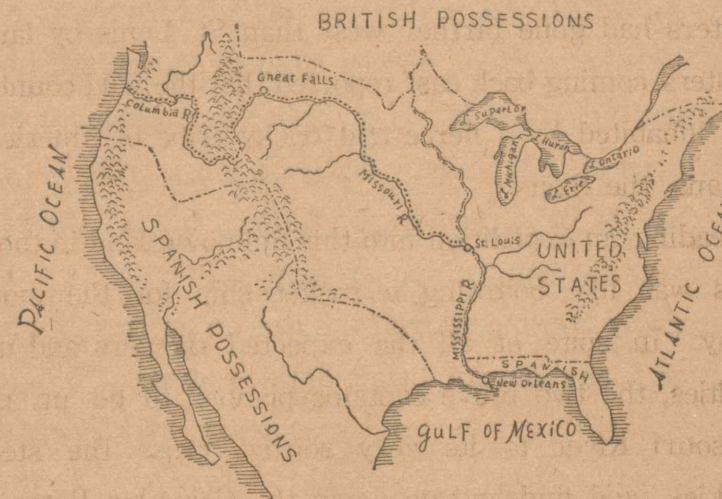 BRITISH POSSESSIONS
Great Falls
Columbia R.
L. Superior
L. Huron
L. Michigan
L. Ontario
L. Erie
Missouri R.
PACIFIC OCEAN
St. Louis
UNITED
STATES
SPANISH POSSESSIONS
MISSISSIPPI R
ATLANTIC OCE
SPANISH
New Orleans
GULF OF MEXICO